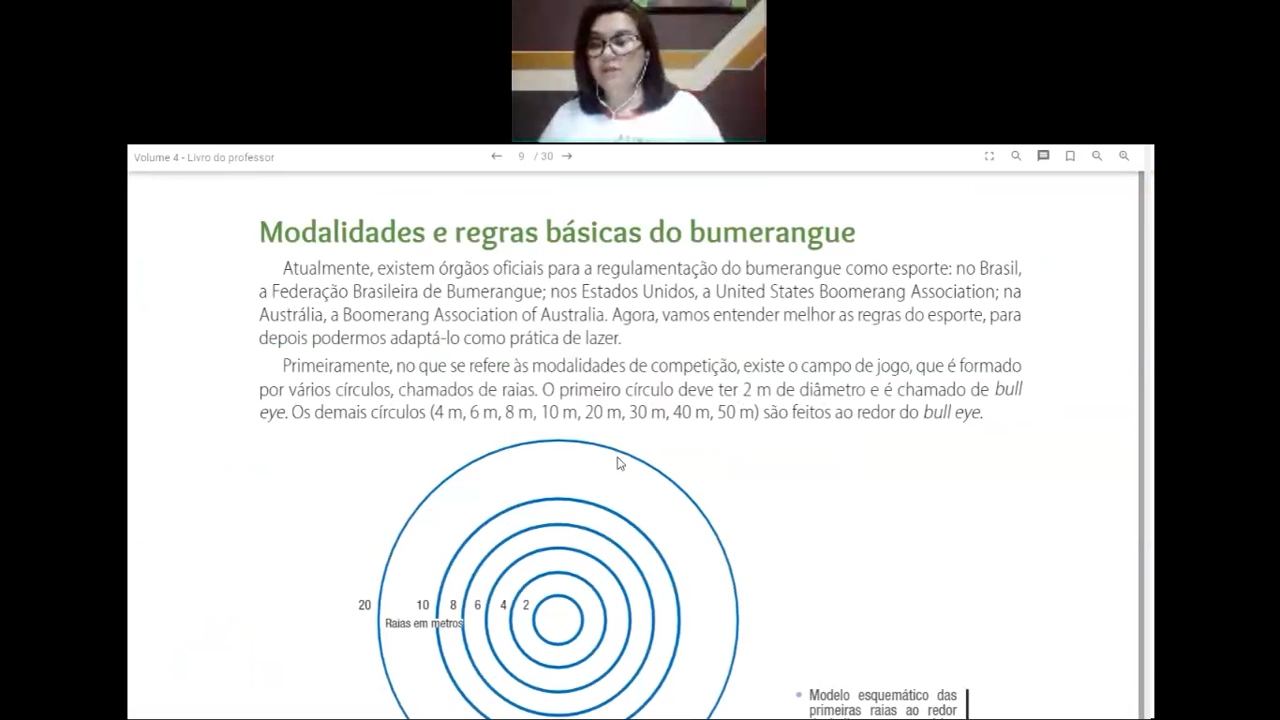 Volume 4 - Livro do professor
9 / 30
Modalidades e regras básicas do bumerangue
Atualmente, existem órgãos oficiais para a regulamentação do bumerangue como esporte: no Brasil,
a Federação Brasileira de Bumerangue; nos Estados Unidos, a United States Boomerang Association; na
Austrália, a Boomerang Association of Australia. Agora, vamos entender melhor as regras do esporte, para
depois podermos adaptá-lo como prática de lazer.
Primeiramente, no que se refere às modalidades de competição, existe o campo de jogo, que é formado
por vários círculos, chamados de raias. O primeiro círculo deve ter 2 m de diâmetro e é chamado de bull
eye. Os demais círculos (4 m, 6 m, 8 m, 10 m, 20 m, 30 m, 40 m, 50 m) são feitos ao redor do bull eye.
20 10 8 6 4 2
Raias em metros
• Modelo esquemático das
primeiras raias ao redor